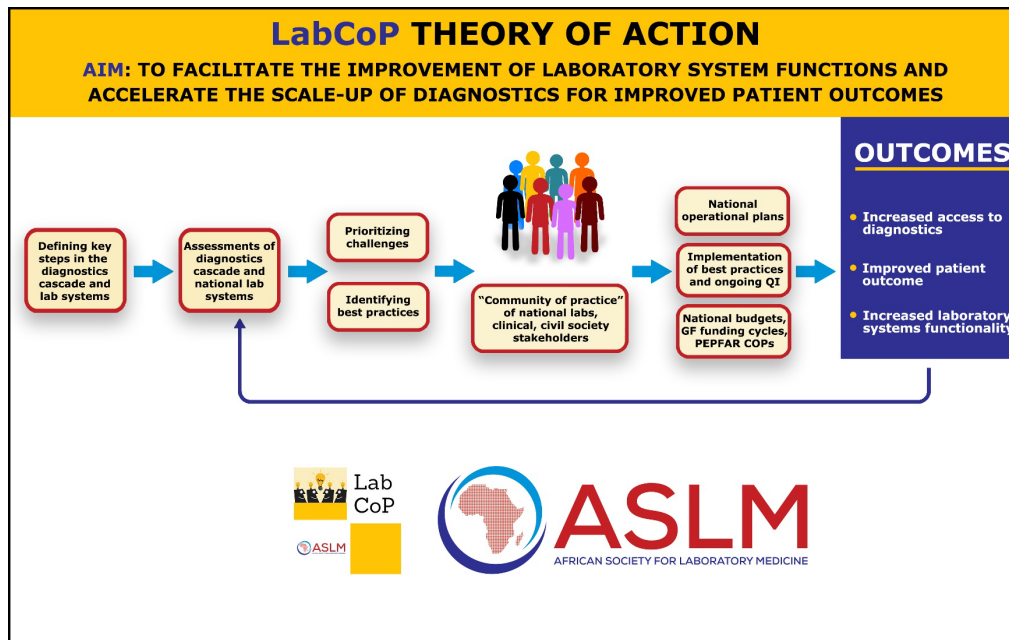 LabCoP THEORY OF ACTION
AIM: TO FACILITATE THE IMPROVEMENT OF LABORATORY SYSTEM FUNCTIONS AND
ACCELERATE THE SCALE-UP OF DIAGNOSTICS FOR IMPROVED PATIENT OUTCOMES
Defining key
steps in the
diagnostics
cascade and
lab systems
Assessments of
diagnostics
cascade and
national lab
systems
Prioritizing
challenges
Identifying
best practices
“Community of practice”
of national labs,
clinical, civil society
stakeholders
National
operational plans
Implementation
of best practices
and ongoing QI
National budgets,
GF funding cycles,
PEPFAR COPs
OUTCOMES
• Increased access to
diagnostics
• Improved patient
outcome
• Increased laboratory
systems functionality
Lab
CoP
ASLM
ASLM
AFRICAN SOCIETY FOR LABORATORY MEDICINE